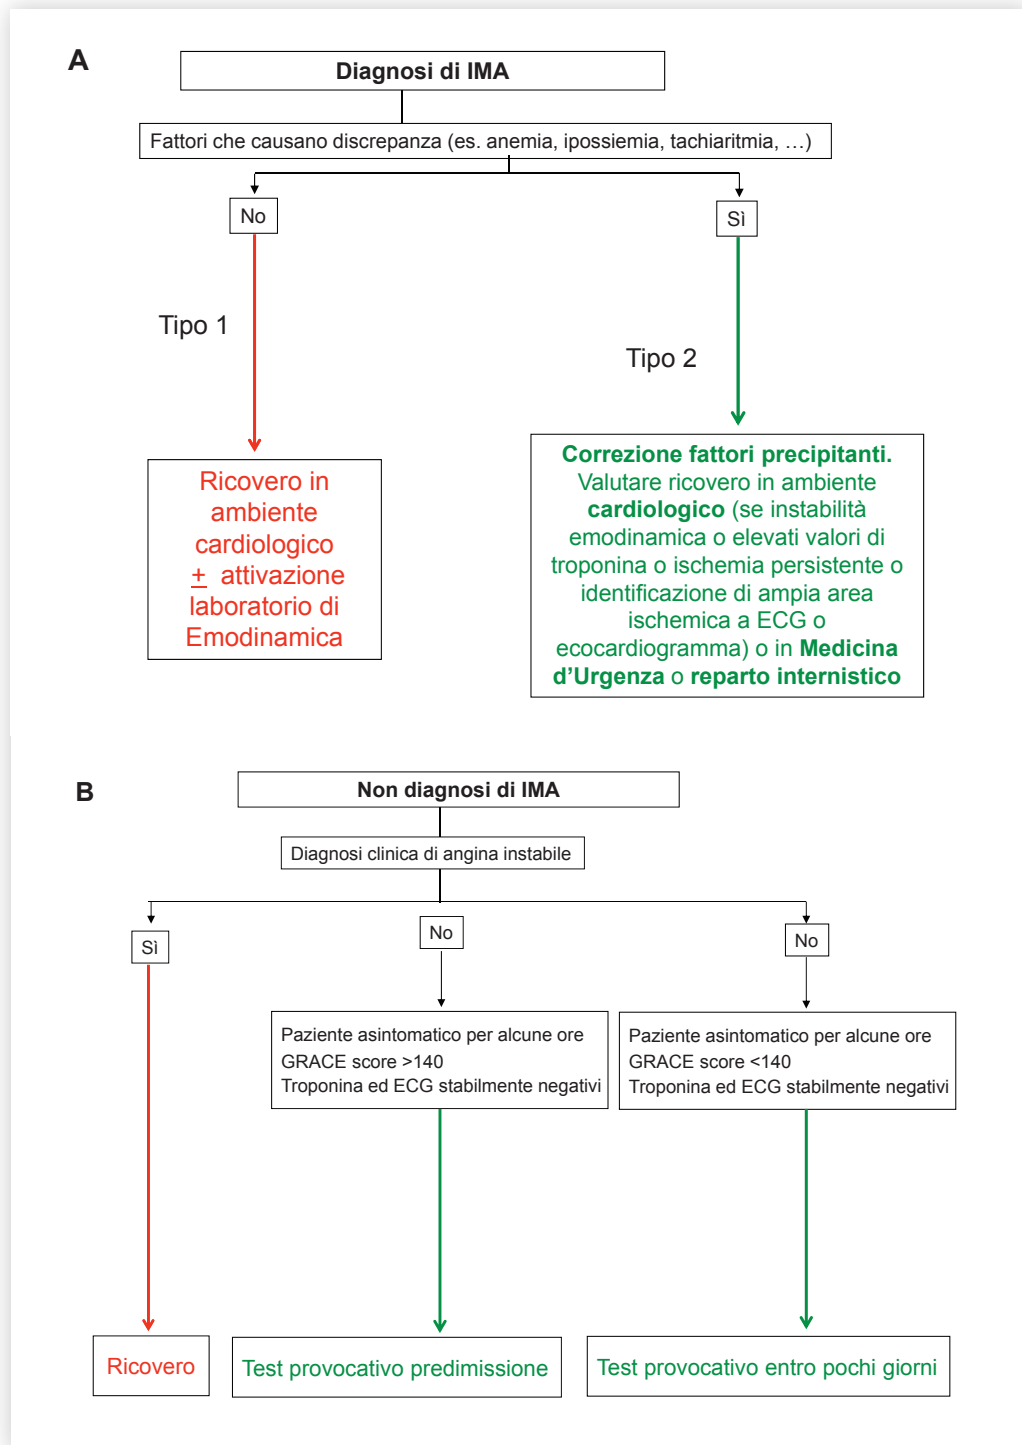 A
Diagnosi di IMA
Fattori che causano discrepanza (es. anemia, ipossiemia, tachiaritmia, …)
No
Sì
Tipo 1
Tipo 2
Ricovero in
ambiente
cardiologico
± attivazione
laboratorio di
Emodinamica
Correzione fattori precipitanti.
Valutare ricovero in ambiente
cardiologico (se instabilità
emodinamica o elevati valori di
troponina o ischemia persistente o
identificazione di ampia area
ischemica a ECG o
ecocardiogramma) o in Medicina
d'Urgenza o reparto internistico
B
Non diagnosi di IMA
Diagnosi clinica di angina instabile
Sì
No
No
Paziente asintomatico per alcune ore
GRACE score >140
Troponina ed ECG stabilmente negativi
Paziente asintomatico per alcune ore
GRACE score <140
Troponina ed ECG stabilmente negativi
Ricovero
Test provocativo predimissione
Test provocativo entro pochi giorni